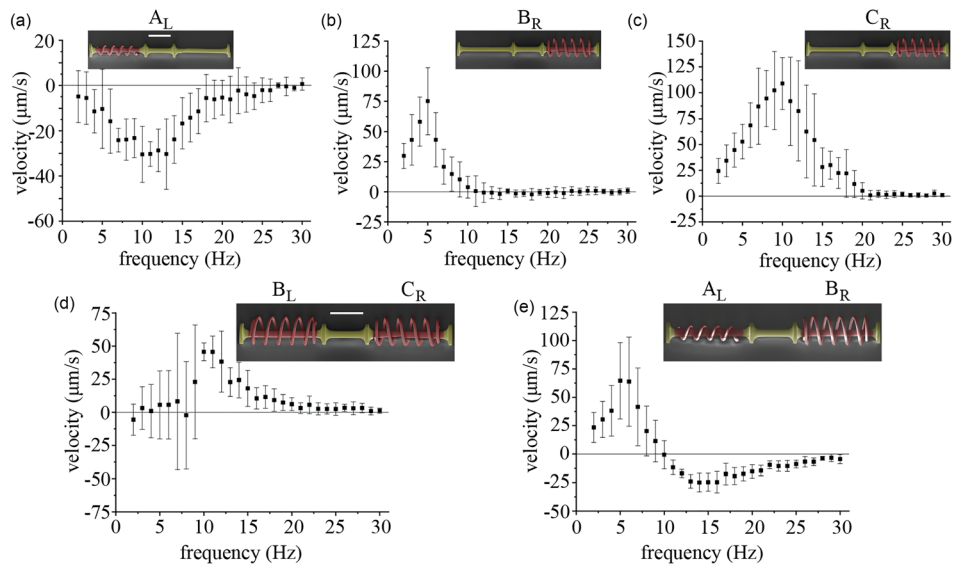 (a)
A_L
velocity (μm/s)
20
0
-20
-40
-60
0 5 10 15 20 25 30
frequency (Hz)
(b)
B_R
velocity (μm/s)
125
100
75
50
25
0
-25
0 5 10 15 20 25 30
frequency (Hz)
(c)
C_R
velocity (μm/s)
150
125
100
75
50
25
0
-25
0 5 10 15 20 25 30
frequency (Hz)
(d)
B_L C_R
velocity (μm/s)
75
50
25
0
-25
-50
-75
0 5 10 15 20 25 30
frequency (Hz)
(e)
A_L B_R
velocity (μm/s)
125
100
75
50
25
0
-25
-50
0 5 10 15 20 25 30
frequency (Hz)